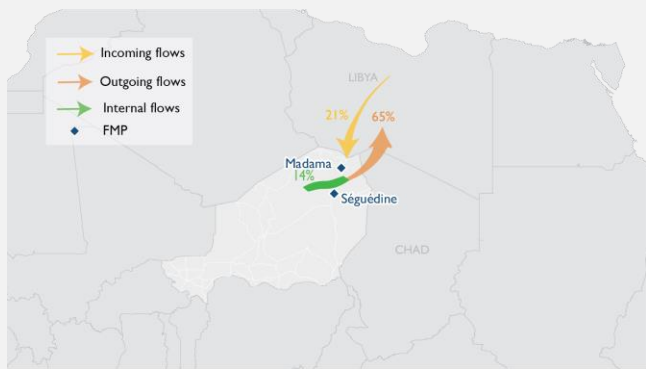 Incoming flows
Outgoing flows
Internal flows
FMP
LIBYA
21%
65%
Madama
14%
Séguédine
CHAD